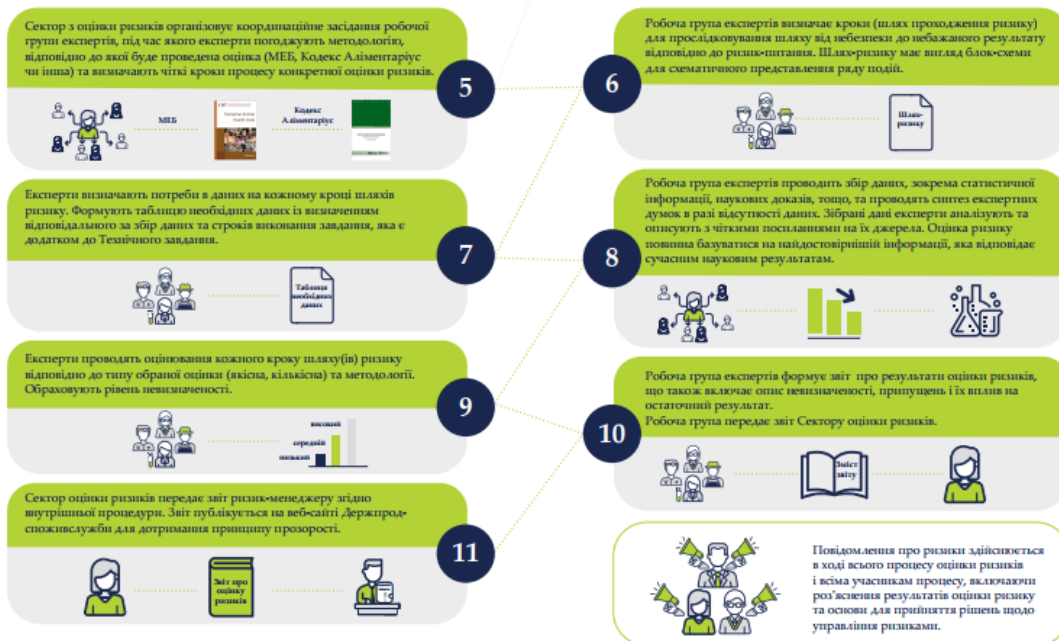 Сектор з оцінки ризиків організовує координаційне засідання робочої
групи експертів, під час якого експерти погоджують методологію,
відповідно до якої буде проведена оцінка (МЕБ, Кодекс Аліментаріус
чи інша) та визначають чіткі кроки процесу конкретної оцінки ризиків.
5
МЕБ
Кодекс
Аліментаріус
Робоча група експертів визначає кроки (шлях проходження ризику)
для прослідковування шляху від небезпеки до небажаного результату
відповідно до ризик-питання. Шлях-ризику має вигляд блок-схеми
для схематичного представлення ряду подій.
6
Шлях-
ризику
Експерти визначають потреби в даних на кожному кроці шляхів
ризику. Формують таблицю необхідних даних із визначенням
відповідального за збір даних та строків виконання завдання, яка є
додатком до Технічного завдання.
7
Таблиця
необхідних
даних
Робоча група експертів проводить збір даних, зокрема статистичної
інформації, наукових доказів, тощо, та проводять синтез експертних
думок в разі відсутності даних. Зібрані дані експерти аналізують та
описують з чіткими посиланнями на їх джерела. Оцінка ризику
повинна базуватися на найдостовірнішій інформації, яка відповідає
сучасним науковим результатам.
8
Експерти проводять оцінювання кожного кроку шляху(ів) ризику
відповідно до типу обраної оцінки (якісна, кількісна) та методології.
Обраховують рівень невизначеності.
9
високий
середній
низький
Робоча група експертів формує звіт про результати оцінки ризиків,
що також включає опис невизначеності, припущень і їх вплив на
остаточний результат.
Робоча група передає звіт Сектору оцінки ризиків.
10
Зміст
звіту
Сектор оцінки ризиків передає звіт ризик-менеджеру згідно
внутрішньої процедури. Звіт публікується на веб-сайті Держпрод-
споживслужби для дотримання принципу прозорості.
11
Звіт про
оцінку
ризиків
Повідомлення про ризики здійснюється
в ході всього процесу оцінки ризиків
і всіма учасникам процесу, включаючи
роз'яснення результатів оцінки ризику
та основи для прийняття рішень щодо
управління ризиками.